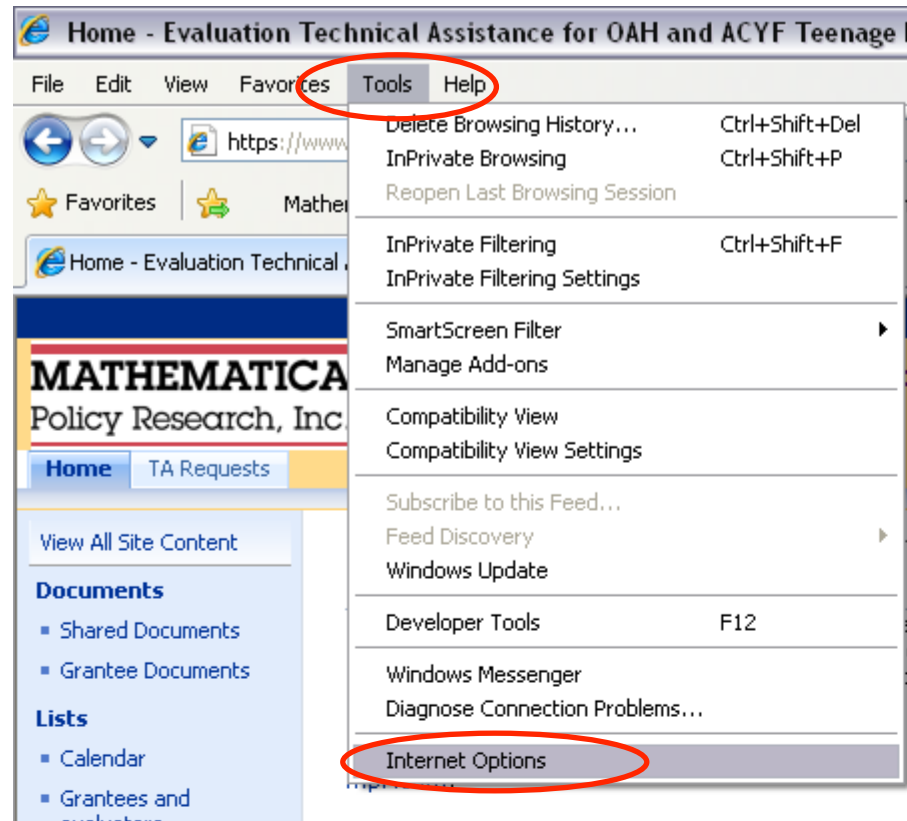 Home - Evaluation Technical Assistance for OAH and ACYF Teenage
File Edit View Favorites Tools Help
https://www
Favorites Mathe
Home - Evaluation Technical
Delete Browsing History... Ctrl+Shift+Del
InPrivate Browsing Ctrl+Shift+P
Reopen Last Browsing Session
InPrivate Filtering Ctrl+Shift+F
InPrivate Filtering Settings
SmartScreen Filter
Manage Add-ons
Compatibility View
Compatibility View Settings
Subscribe to this Feed...
Feed Discovery
Windows Update
Developer Tools F12
Windows Messenger
Diagnose Connection Problems...
Internet Options
MATHEMATICA
Policy Research, Inc
Home TA Requests
View All Site Content
Documents
Shared Documents
Grantee Documents
Lists
Calendar
Grantees and